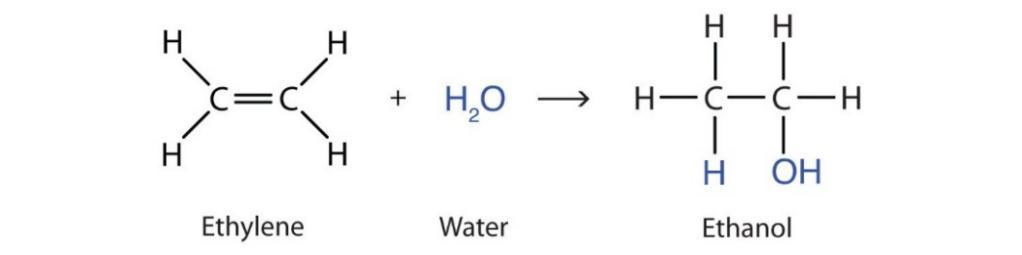 H H H H
C=C + H₂O → H—C—C—H
H H H OH
Ethylene Water Ethanol